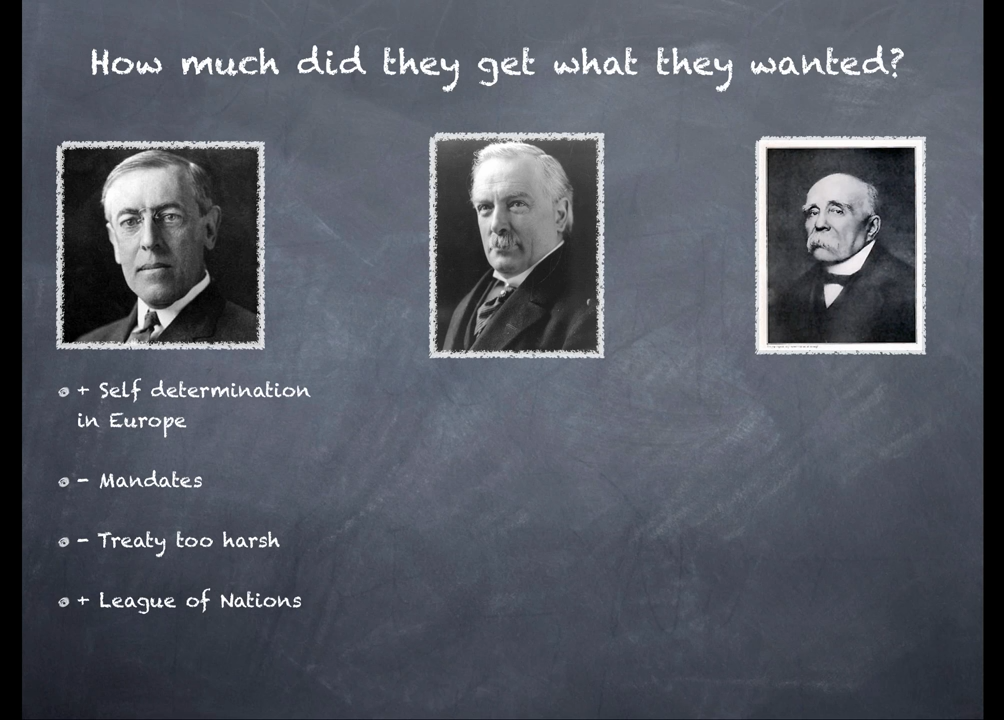 How much did they get what they wanted?
+ Self determination
in Europe
- Mandates
- Treaty too harsh
+ League of Nations